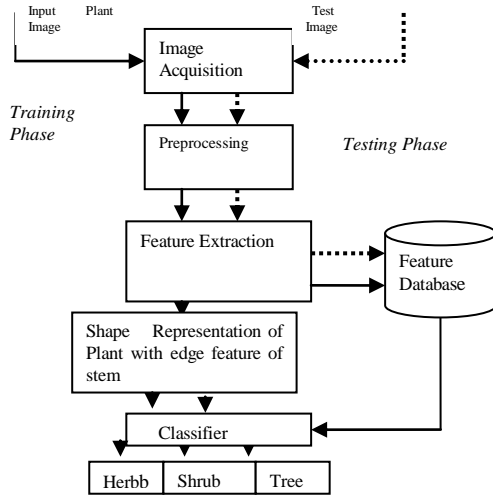 Input Plant
Image
Test
Image
Image
Acquisition
Training
Phase
Preprocessing
Testing Phase
Feature Extraction
Feature
Database
Shape Representation of
Plant with edge feature of
stem
Classifier
Herbb
Shrub
Tree